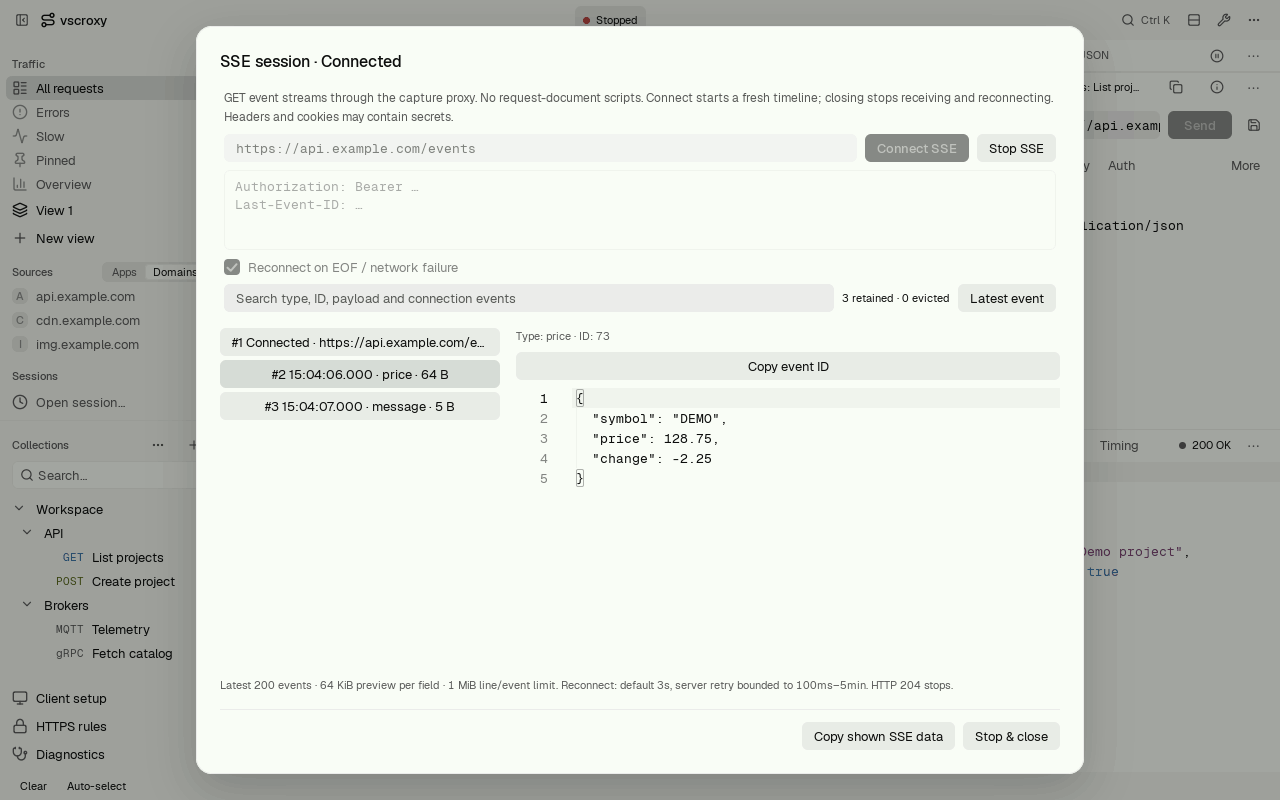 vscroxy
Stopped
Ctrl K
Traffic
All requests
Errors
Slow
Pinned
Overview
View 1
New view
Sources
Apps
Domains
api.example.com
cdn.example.com
img.example.com
Sessions
Open session…
Collections
Search…
Workspace
API
GET List projects
POST Create project
Brokers
MQTT Telemetry
gRPC Fetch catalog
Client setup
HTTPS rules
Diagnostics
Clear
Auto-select
SSE session · Connected
GET event streams through the capture proxy. No request-document scripts. Connect starts a fresh timeline; closing stops receiving and reconnecting.
Headers and cookies may contain secrets.
https://api.example.com/events
Connect SSE
Stop SSE
Authorization: Bearer …
Last-Event-ID: …
Reconnect on EOF / network failure
Search type, ID, payload and connection events
3 retained · 0 evicted
Latest event
#1 Connected · https://api.example.com/e…
#2 15:04:06.000 · price · 64 B
#3 15:04:07.000 · message · 5 B
Type: price · ID: 73
Copy event ID
1 {
2 "symbol": "DEMO",
3 "price": 128.75,
4 "change": -2.25
5 }
Latest 200 events · 64 KiB preview per field · 1 MiB line/event limit. Reconnect: default 3s, server retry bounded to 100ms–5min. HTTP 204 stops.
Copy shown SSE data
Stop & close
JSON
: List proj…
/api.examp
Send
y
Auth
More
lication/json
Timing
200 OK
Demo project",
true